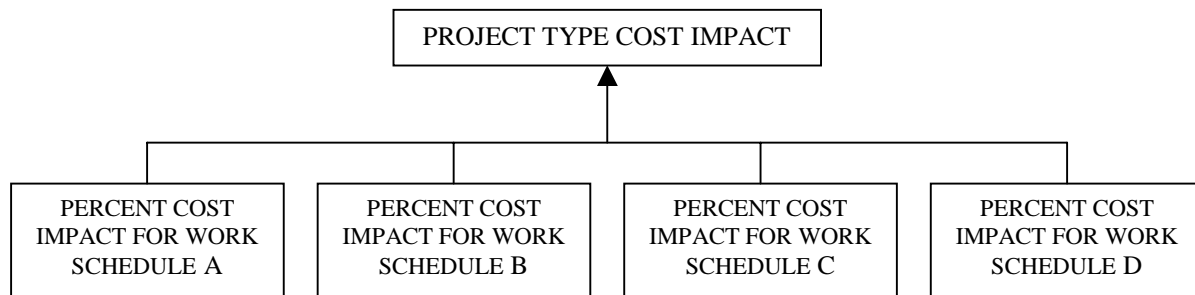 PROJECT TYPE COST IMPACT
PERCENT COST
IMPACT FOR WORK
SCHEDULE A
PERCENT COST
IMPACT FOR WORK
SCHEDULE B
PERCENT COST
IMPACT FOR WORK
SCHEDULE C
PERCENT COST
IMPACT FOR WORK
SCHEDULE D